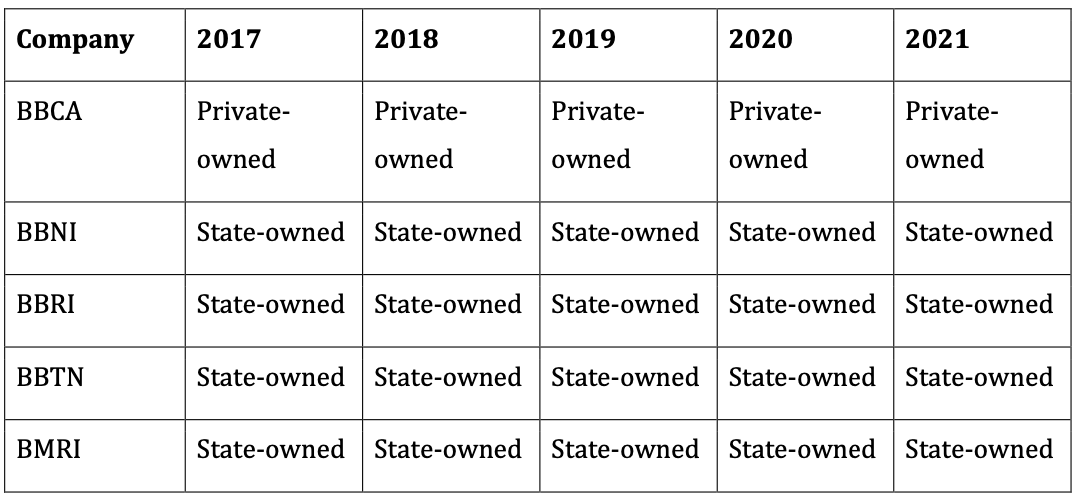 Company 2017 2018 2019 2020 2021
BBCA Private- Private- Private- Private- Private-
owned owned owned owned owned
BBNI State-owned State-owned State-owned State-owned State-owned
BBRI State-owned State-owned State-owned State-owned State-owned
BBTN State-owned State-owned State-owned State-owned State-owned
BMRI State-owned State-owned State-owned State-owned State-owned